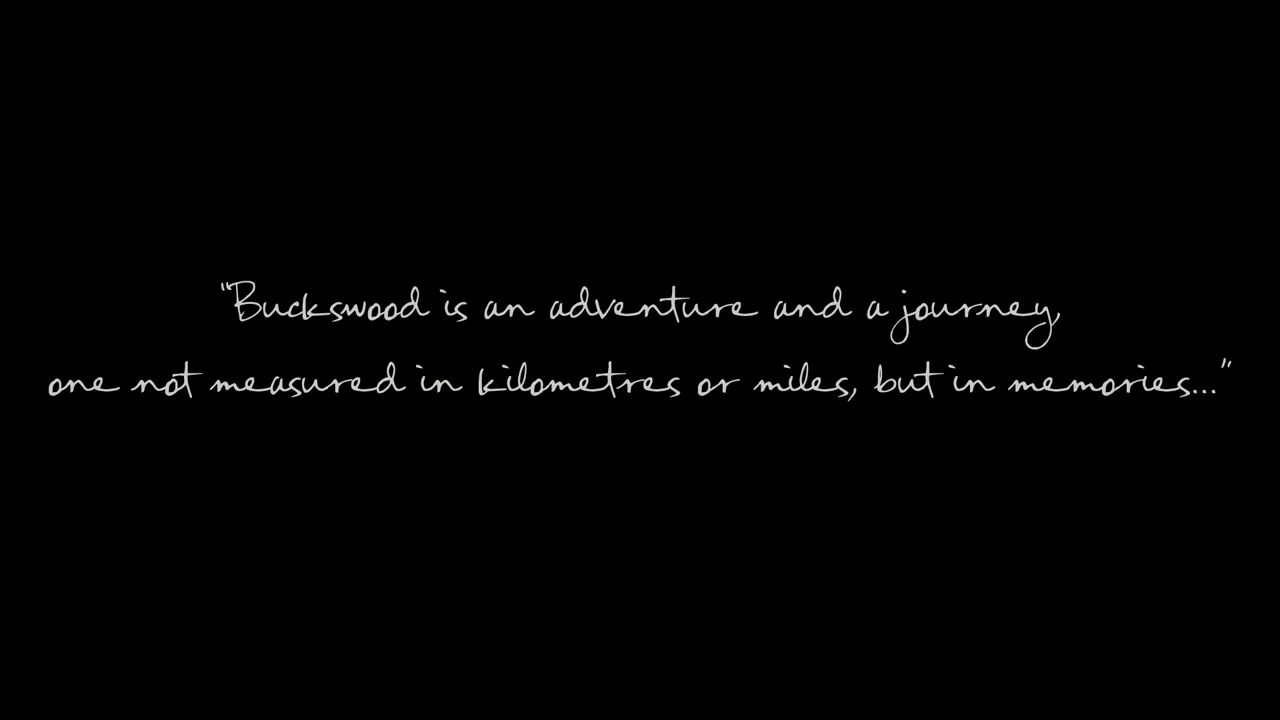 "Buckswood is an adventure and a journey,
one not measured in kilometres or miles, but in memories..."